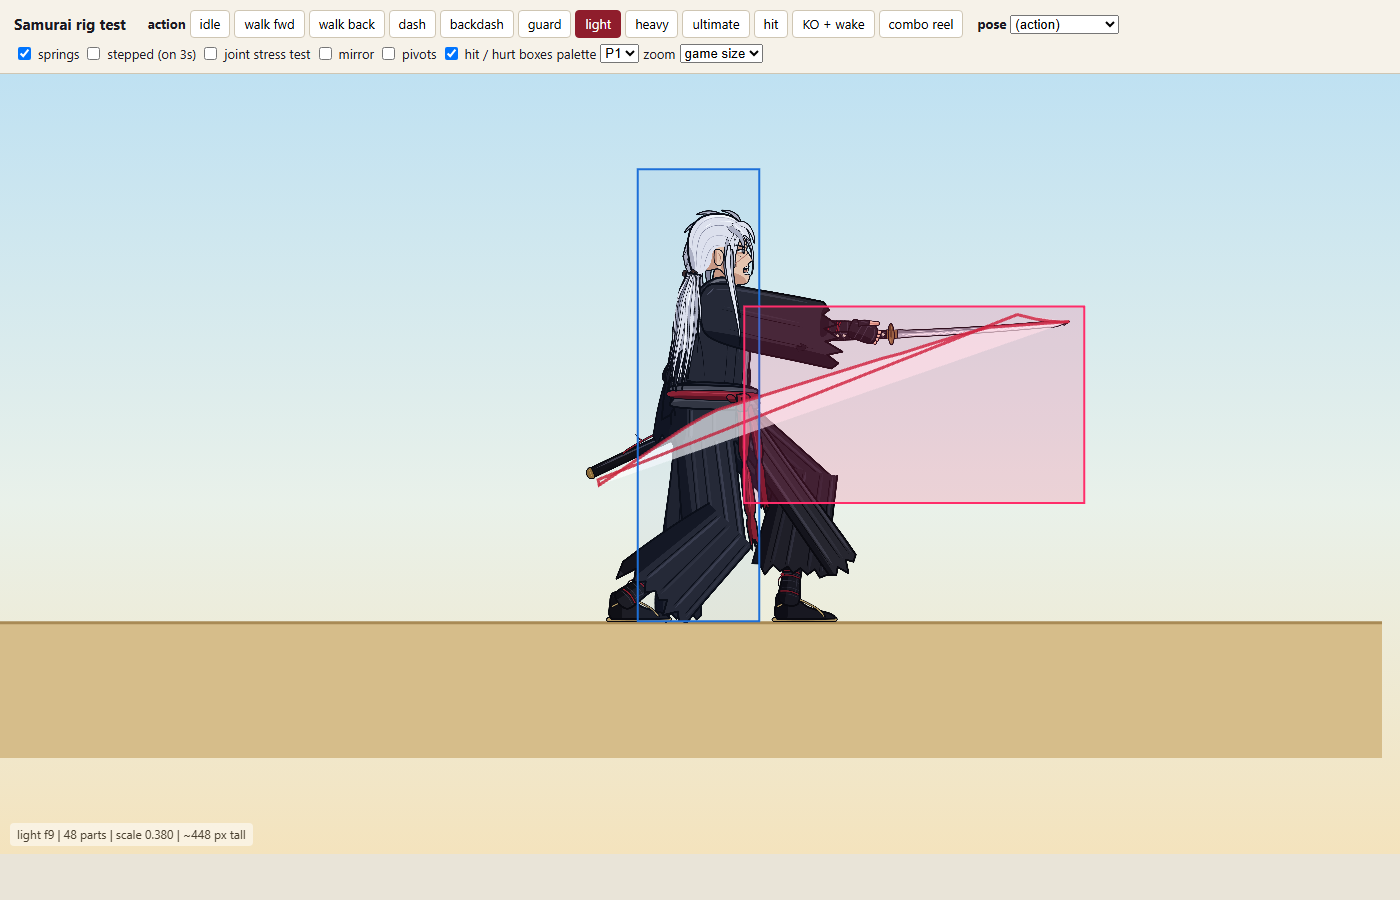 Samurai rig test action idle walk fwd walk back dash backdash guard light heavy ultimate hit KO + wake combo reel pose (action)
springs stepped (on 3s) joint stress test mirror pivots hit / hurt boxes palette P1 zoom game size
light f9 | 48 parts | scale 0.380 | ~448 px tall